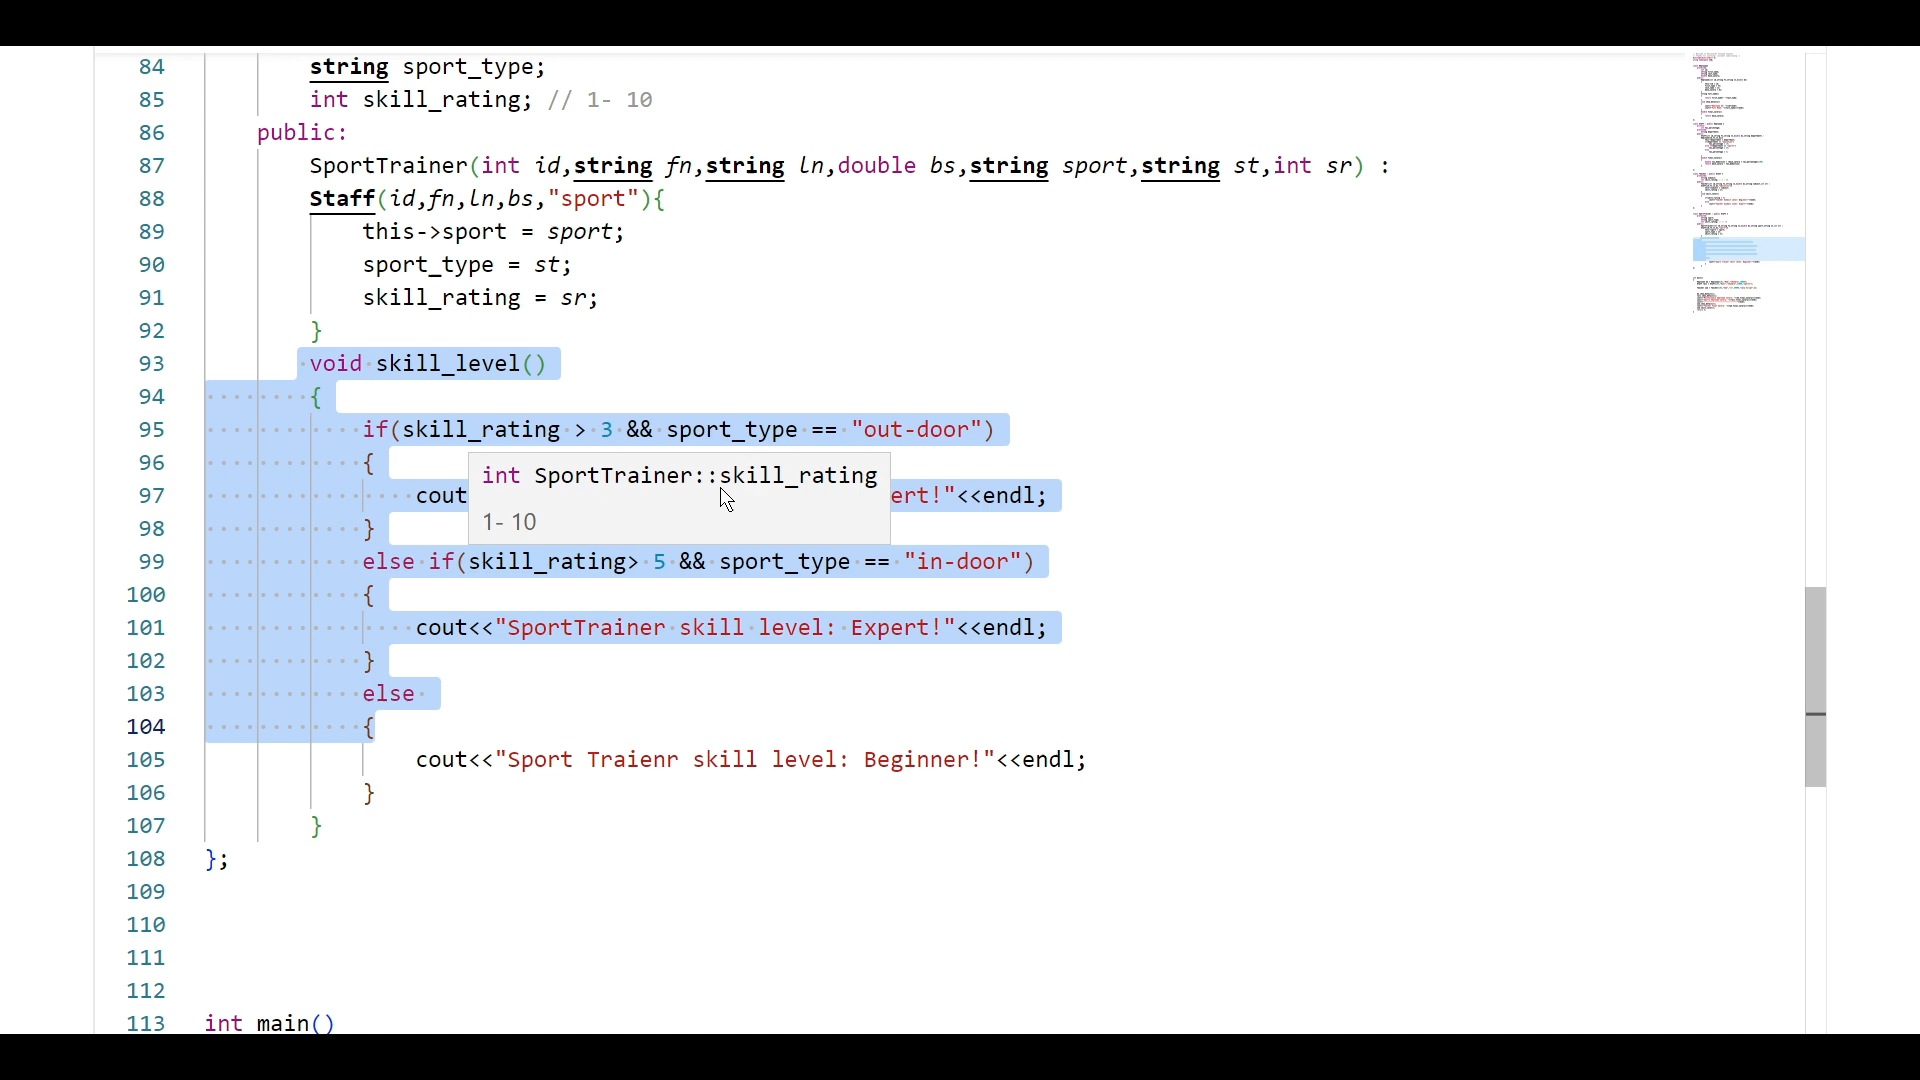 84 string sport_type;
85 int skill_rating; // 1- 10
86 public:
87 SportTrainer(int id,string fn,string ln,double bs,string sport,string st,int sr) :
88 Staff(id,fn,ln,bs,"sport"){
89 this->sport = sport;
90 sport_type = st;
91 skill_rating = sr;
92 }
93 void skill_level()
94 {
95 if(skill_rating > 3 && sport_type == "out-door")
96 {
int SportTrainer::skill_rating
97 cout ert!"<<endl;
1- 10
98 }
99 else if(skill_rating> 5 && sport_type == "in-door")
100 {
101 cout<<"SportTrainer skill level: Expert!"<<endl;
102 }
103 else
104 {
105 cout<<"Sport Traienr skill level: Beginner!"<<endl;
106 }
107 }
108 };
109
110
111
112
113 int main()